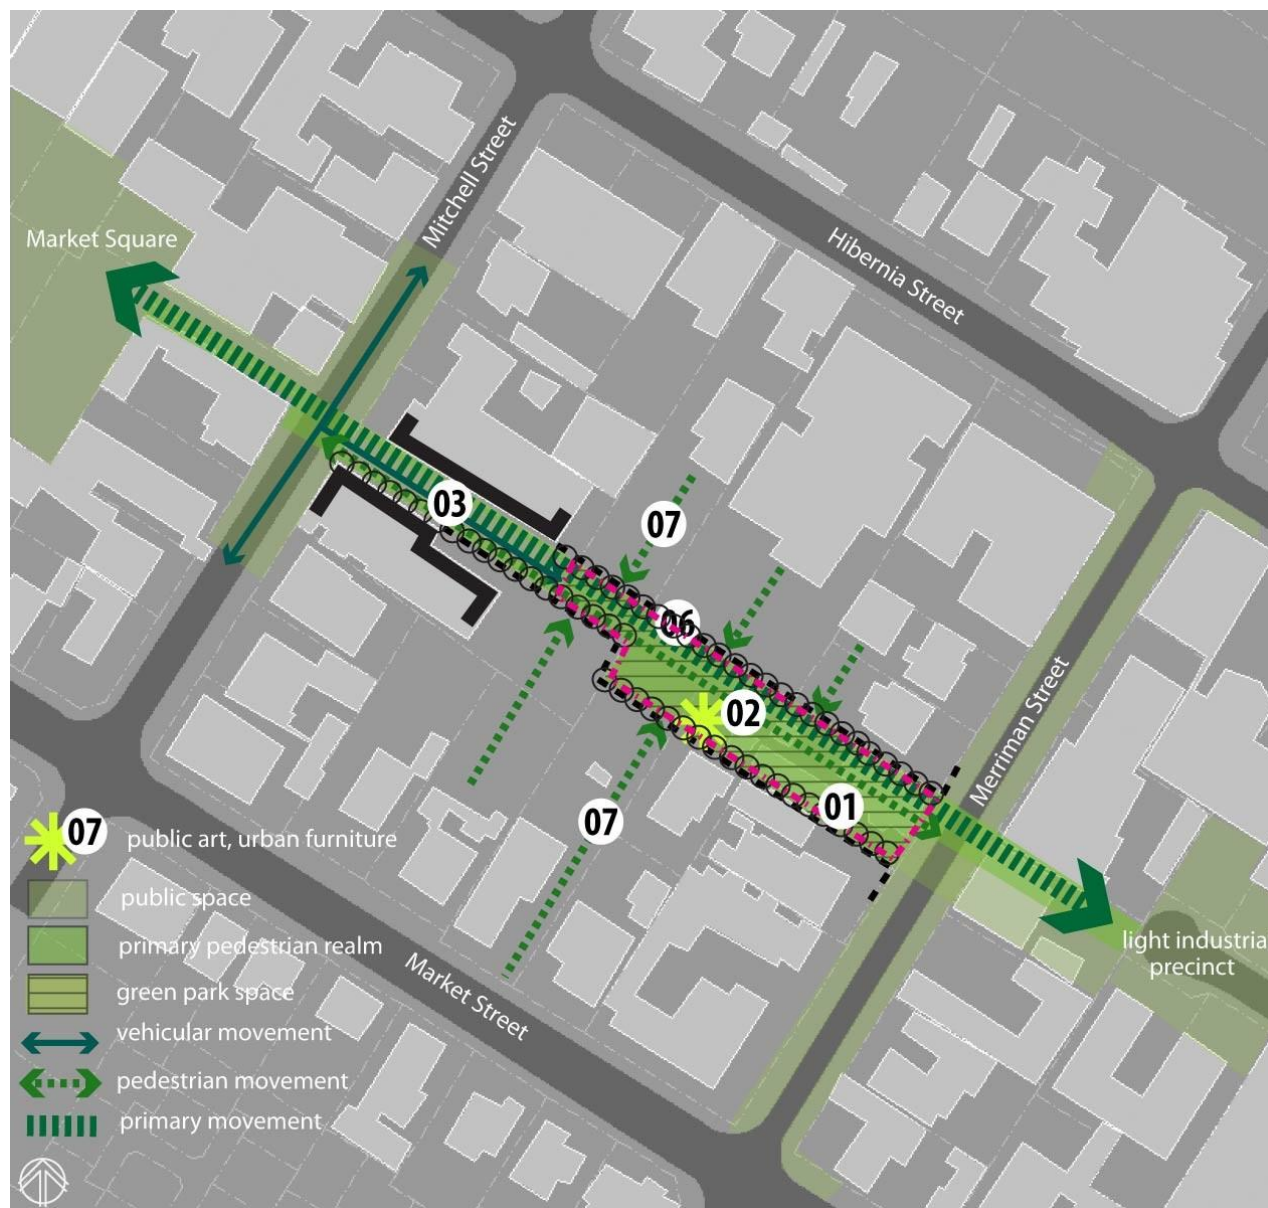 Mitchell Street
Market Square
Hibernia Street
03
07
06
02
01
07
Merriman Street
light industria
precinct
Market Street
07
public art, urban furniture
public space
primary pedestrian realm
green park space
vehicular movement
pedestrian movement
primary movement